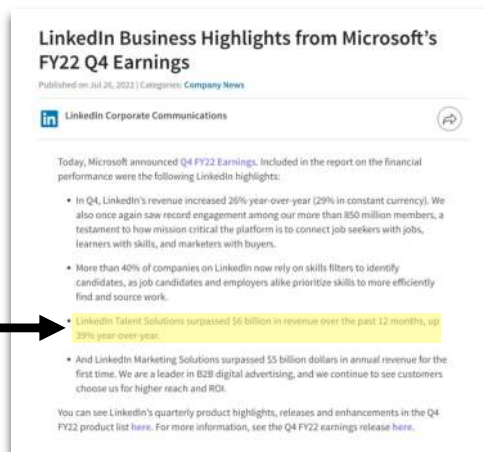 LinkedIn Business Highlights from Microsoft's
FY22 Q4 Earnings
Published on Jul 26, 2022 | Categories: Company News
in LinkedIn Corporate Communications
Today, Microsoft announced Q4 FY22 Earnings. Included in the report on the financial
performance were the following LinkedIn highlights:
• In Q4, LinkedIn's revenue increased 26% year-over-year (29% in constant currency). We
also once again saw record engagement among our more than 850 million members, a
testament to how mission critical the platform is to connect job seekers with jobs,
learners with skills, and marketers with buyers.
• More than 40% of companies on LinkedIn now rely on skills filters to identify
candidates, as job candidates and employers alike prioritize skills to more efficiently
find and source work.
• LinkedIn Talent Solutions surpassed $6 billion in revenue over the past 12 months, up
39% year-over-year.
• And LinkedIn Marketing Solutions surpassed $5 billion dollars in annual revenue for the
first time. We are a leader in B2B digital advertising, and we continue to see customers
choose us for higher reach and ROI.
You can see LinkedIn's quarterly product highlights, releases and enhancements in the Q4
FY22 product list here. For more information, see the Q4 FY22 earnings release here.